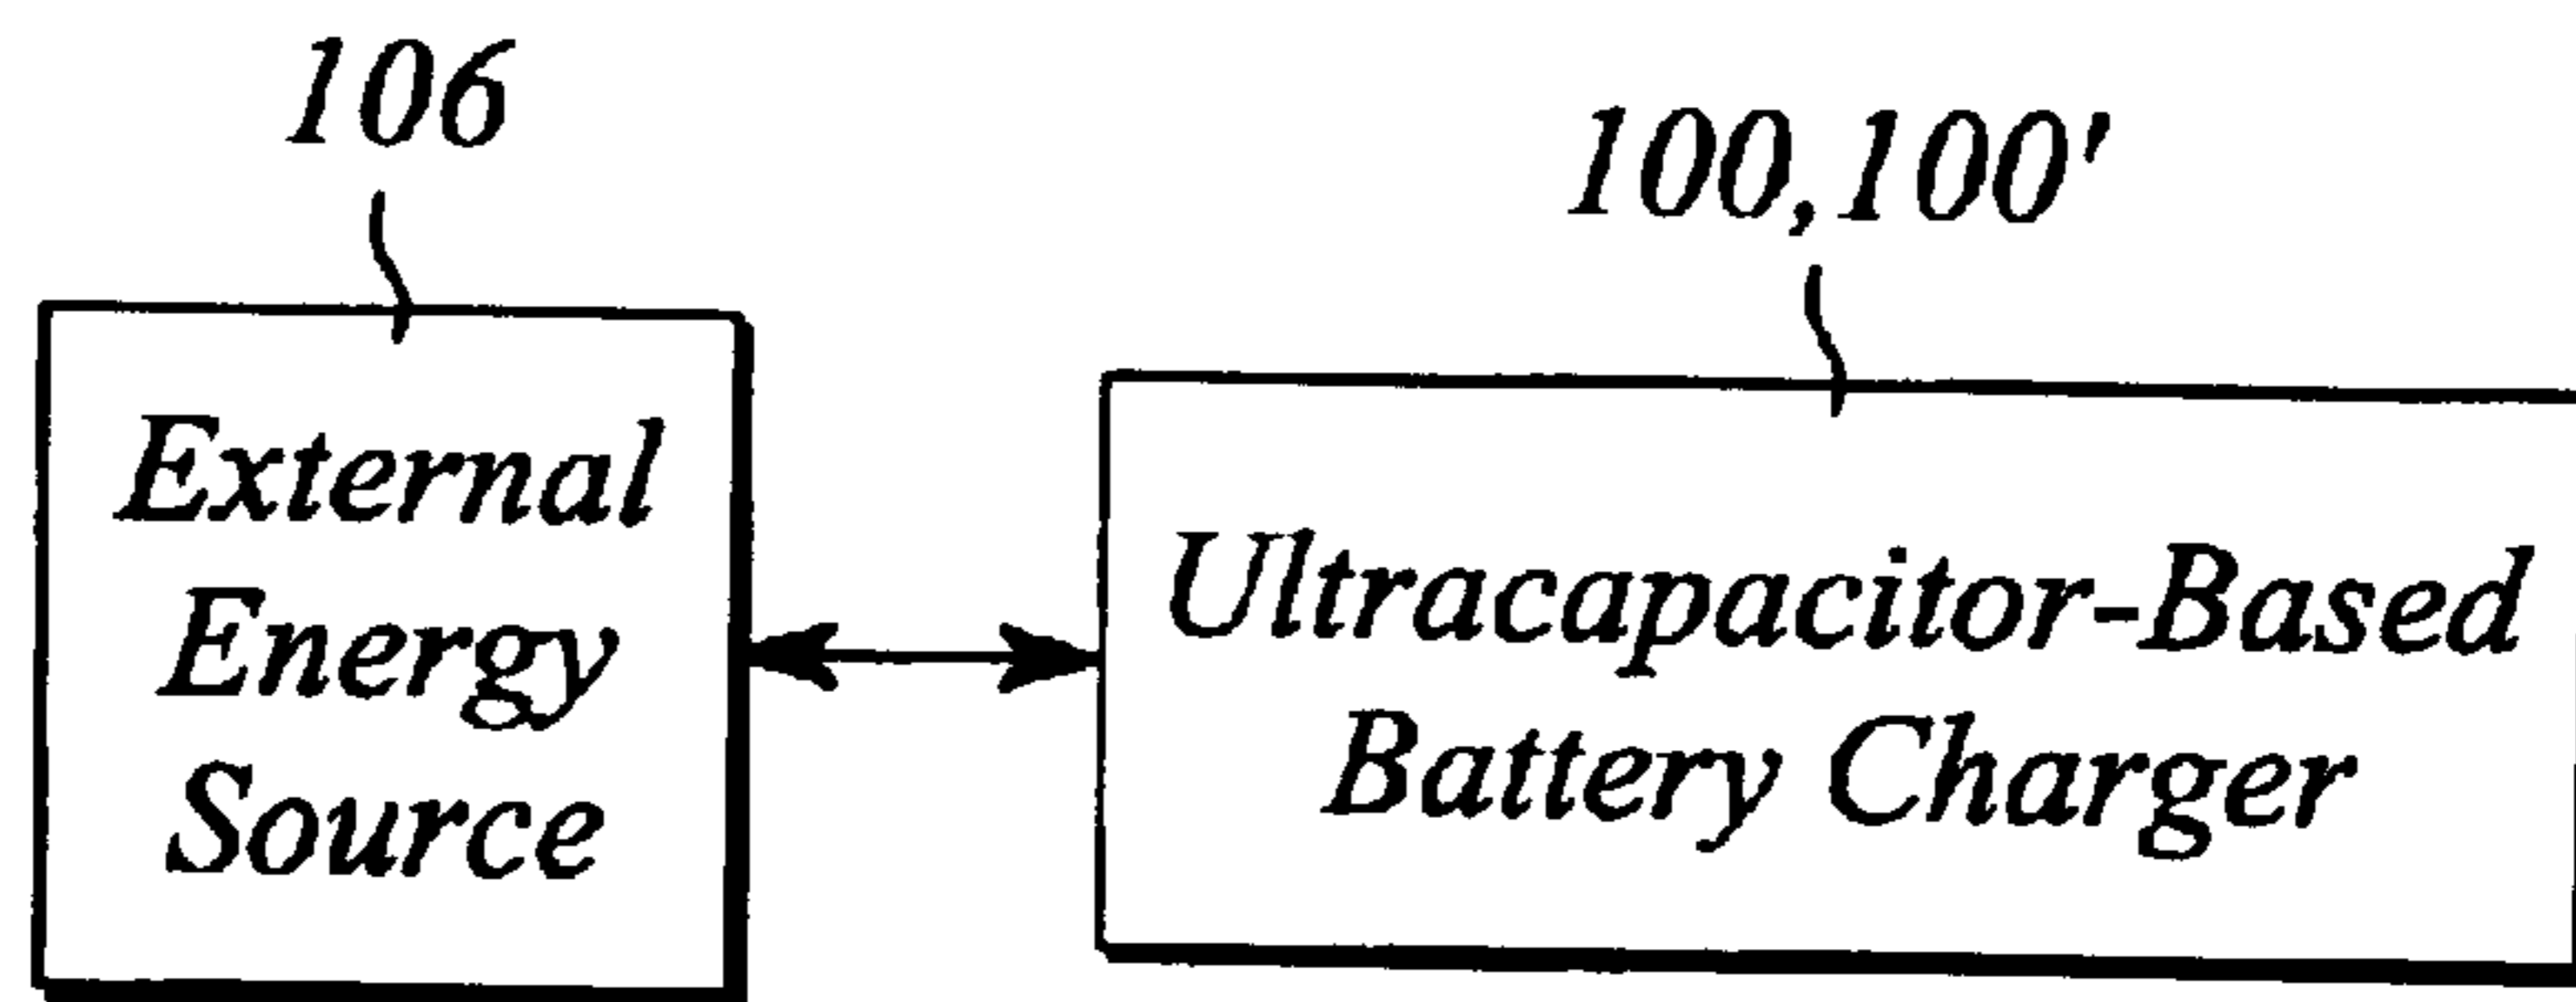 106
External
Energy
Source
100,100'
Ultracapacitor-Based
Battery Charger